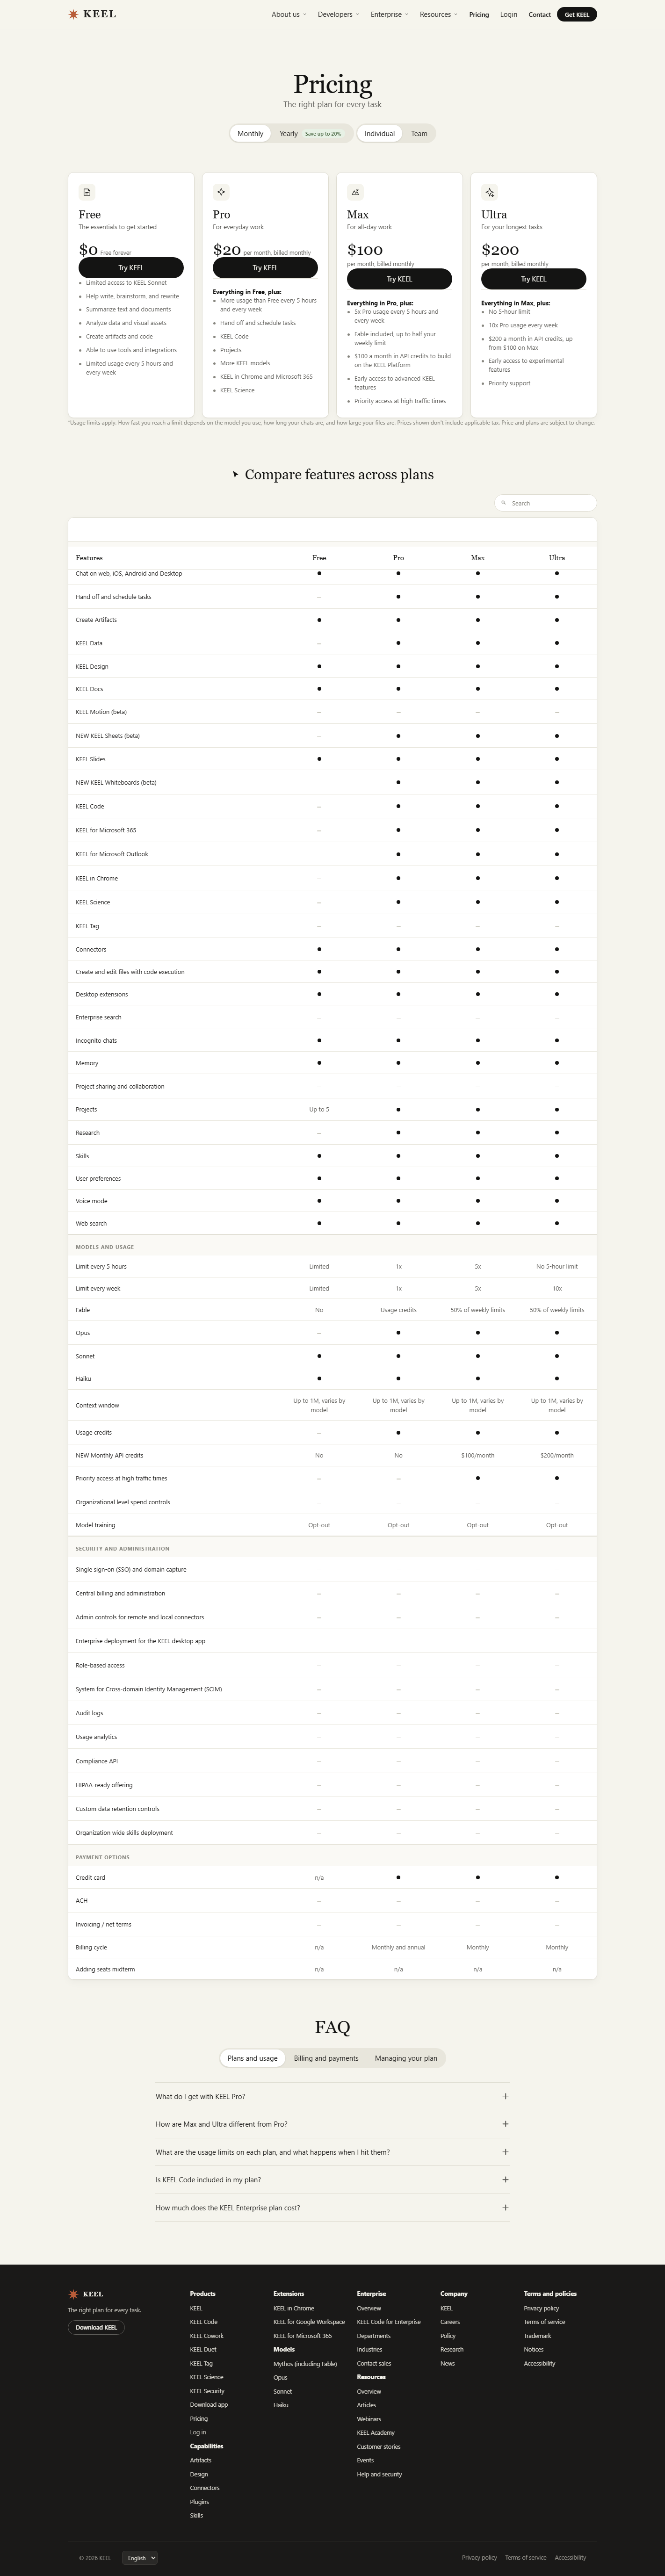 KEEL
About us
Developers
Enterprise
Resources
Pricing
Login
Contact
Get KEEL
Pricing
The right plan for every task
Monthly
Yearly Save up to 20%
Individual
Team
Free
The essentials to get started
$0 Free forever
Try KEEL
Limited access to KEEL Sonnet
Help write, brainstorm, and rewrite
Summarize text and documents
Analyze data and visual assets
Create artifacts and code
Able to use tools and integrations
Limited usage every 5 hours and
every week
Pro
For everyday work
$20 per month, billed monthly
Try KEEL
Everything in Free, plus:
More usage than Free every 5 hours
and every week
Hand off and schedule tasks
KEEL Code
Projects
More KEEL models
KEEL in Chrome and Microsoft 365
KEEL Science
Max
For all-day work
$100
per month, billed monthly
Try KEEL
Everything in Pro, plus:
5x Pro usage every 5 hours and
every week
Fable included, up to half your
weekly limit
$100 a month in API credits to build
on the KEEL Platform
Early access to advanced KEEL
features
Priority access at high traffic times
Ultra
For your longest tasks
$200
per month, billed monthly
Try KEEL
Everything in Max, plus:
No 5-hour limit
10x Pro usage every week
$200 a month in API credits, up
from $100 on Max
Early access to experimental
features
Priority support
*Usage limits apply. How fast you reach a limit depends on the model you use, how long your chats are, and how large your files are. Prices shown don't include applicable tax. Price and plans are subject to change.
Compare features across plans
Search
Features Free Pro Max Ultra
Chat on web, iOS, Android and Desktop
Hand off and schedule tasks –
Create Artifacts
KEEL Data –
KEEL Design
KEEL Docs
KEEL Motion (beta) – – – –
NEW KEEL Sheets (beta) –
KEEL Slides
NEW KEEL Whiteboards (beta) –
KEEL Code –
KEEL for Microsoft 365 –
KEEL for Microsoft Outlook –
KEEL in Chrome –
KEEL Science –
KEEL Tag – – – –
Connectors
Create and edit files with code execution
Desktop extensions
Enterprise search – – – –
Incognito chats
Memory
Project sharing and collaboration – – – –
Projects Up to 5
Research –
Skills
User preferences
Voice mode
Web search
MODELS AND USAGE
Limit every 5 hours Limited 1x 5x No 5-hour limit
Limit every week Limited 1x 5x 10x
Fable No Usage credits 50% of weekly limits 50% of weekly limits
Opus –
Sonnet
Haiku
Context window Up to 1M, varies by model Up to 1M, varies by model Up to 1M, varies by model Up to 1M, varies by model
Usage credits –
NEW Monthly API credits No No $100/month $200/month
Priority access at high traffic times – –
Organizational level spend controls – – – –
Model training Opt-out Opt-out Opt-out Opt-out
SECURITY AND ADMINISTRATION
Single sign-on (SSO) and domain capture – – – –
Central billing and administration – – – –
Admin controls for remote and local connectors – – – –
Enterprise deployment for the KEEL desktop app – – – –
Role-based access – – – –
System for Cross-domain Identity Management (SCIM) – – – –
Audit logs – – – –
Usage analytics – – – –
Compliance API – – – –
HIPAA-ready offering – – – –
Custom data retention controls – – – –
Organization wide skills deployment – – – –
PAYMENT OPTIONS
Credit card n/a
ACH – – – –
Invoicing / net terms – – – –
Billing cycle n/a Monthly and annual Monthly Monthly
Adding seats midterm n/a n/a n/a n/a
FAQ
Plans and usage
Billing and payments
Managing your plan
What do I get with KEEL Pro?
How are Max and Ultra different from Pro?
What are the usage limits on each plan, and what happens when I hit them?
Is KEEL Code included in my plan?
How much does the KEEL Enterprise plan cost?
KEEL
The right plan for every task.
Download KEEL
Products
KEEL
KEEL Code
KEEL Cowork
KEEL Duet
KEEL Tag
KEEL Science
KEEL Security
Download app
Pricing
Log in
Capabilities
Artifacts
Design
Connectors
Plugins
Skills
Extensions
KEEL in Chrome
KEEL for Google Workspace
KEEL for Microsoft 365
Models
Mythos (including Fable)
Opus
Sonnet
Haiku
Enterprise
Overview
KEEL Code for Enterprise
Departments
Industries
Contact sales
Resources
Overview
Articles
Webinars
KEEL Academy
Customer stories
Events
Help and security
Company
KEEL
Careers
Policy
Research
News
Terms and policies
Privacy policy
Terms of service
Trademark
Notices
Accessibility
© 2026 KEEL
English
Privacy policy
Terms of service
Accessibility